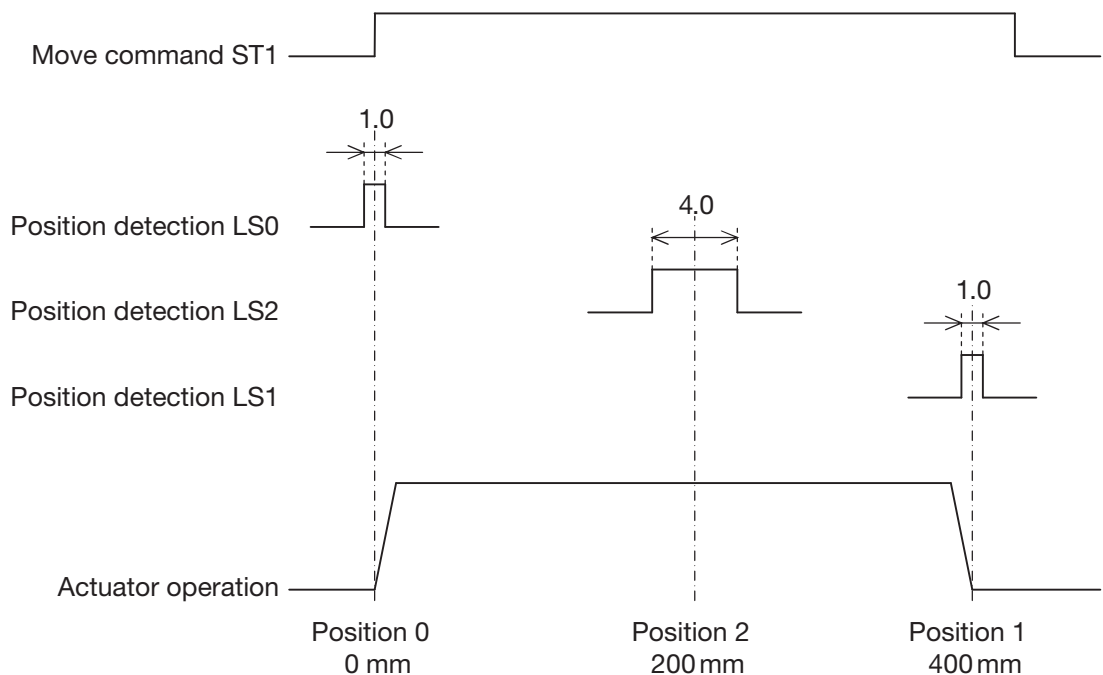 Move command ST1
1.0
Position detection LS0
4.0
Position detection LS2
1.0
Position detection LS1
Actuator operation
Position 0
0 mm
Position 2
200 mm
Position 1
400 mm